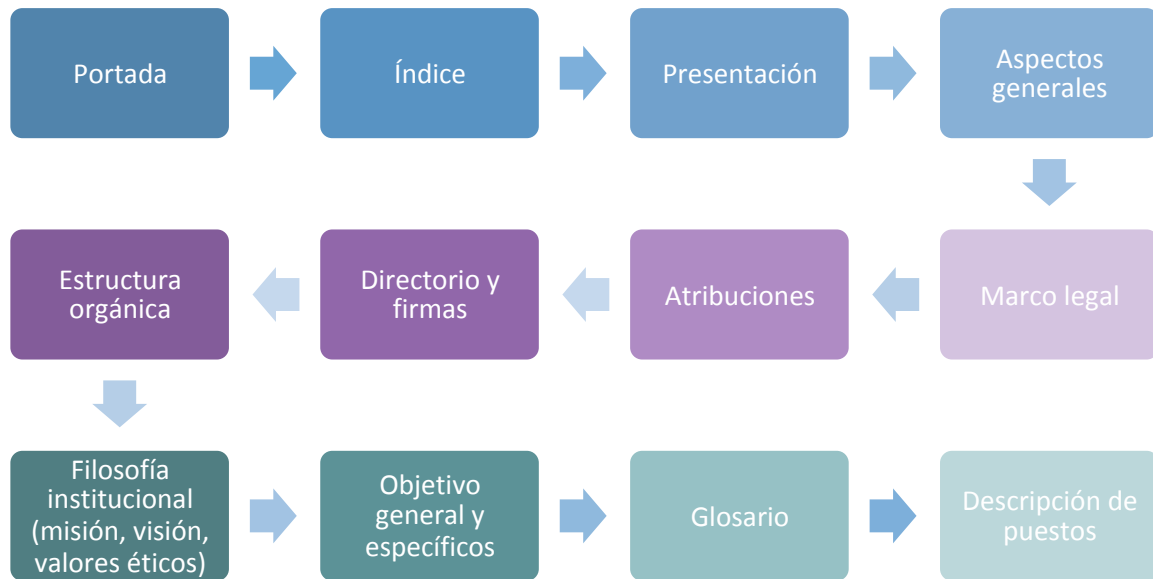 Portada
Índice
Presentación
Aspectos
generales
Marco legal
Atribuciones
Directorio y
firmas
Estructura
orgánica
Filosofía
institucional
(misión, visión,
valores éticos)
Objetivo
general y
específicos
Glosario
Descripción de
puestos